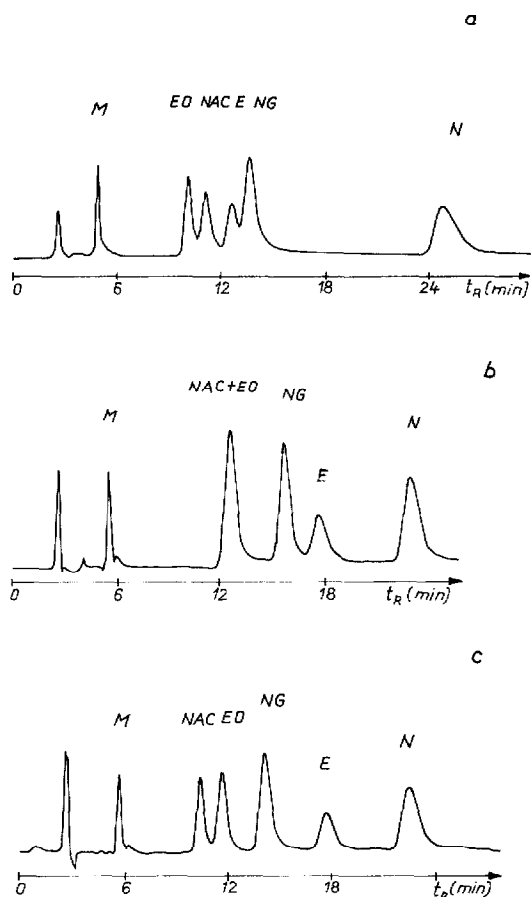 a
EO NAC E NG
M
N
0 6 12 18 24
t_R (min)
b
NAC+EO
M NG
N
E
0 6 12 18
t_R (min)
c
NG
M NAC EO
N
E
0 6 12 18
t_R (min)